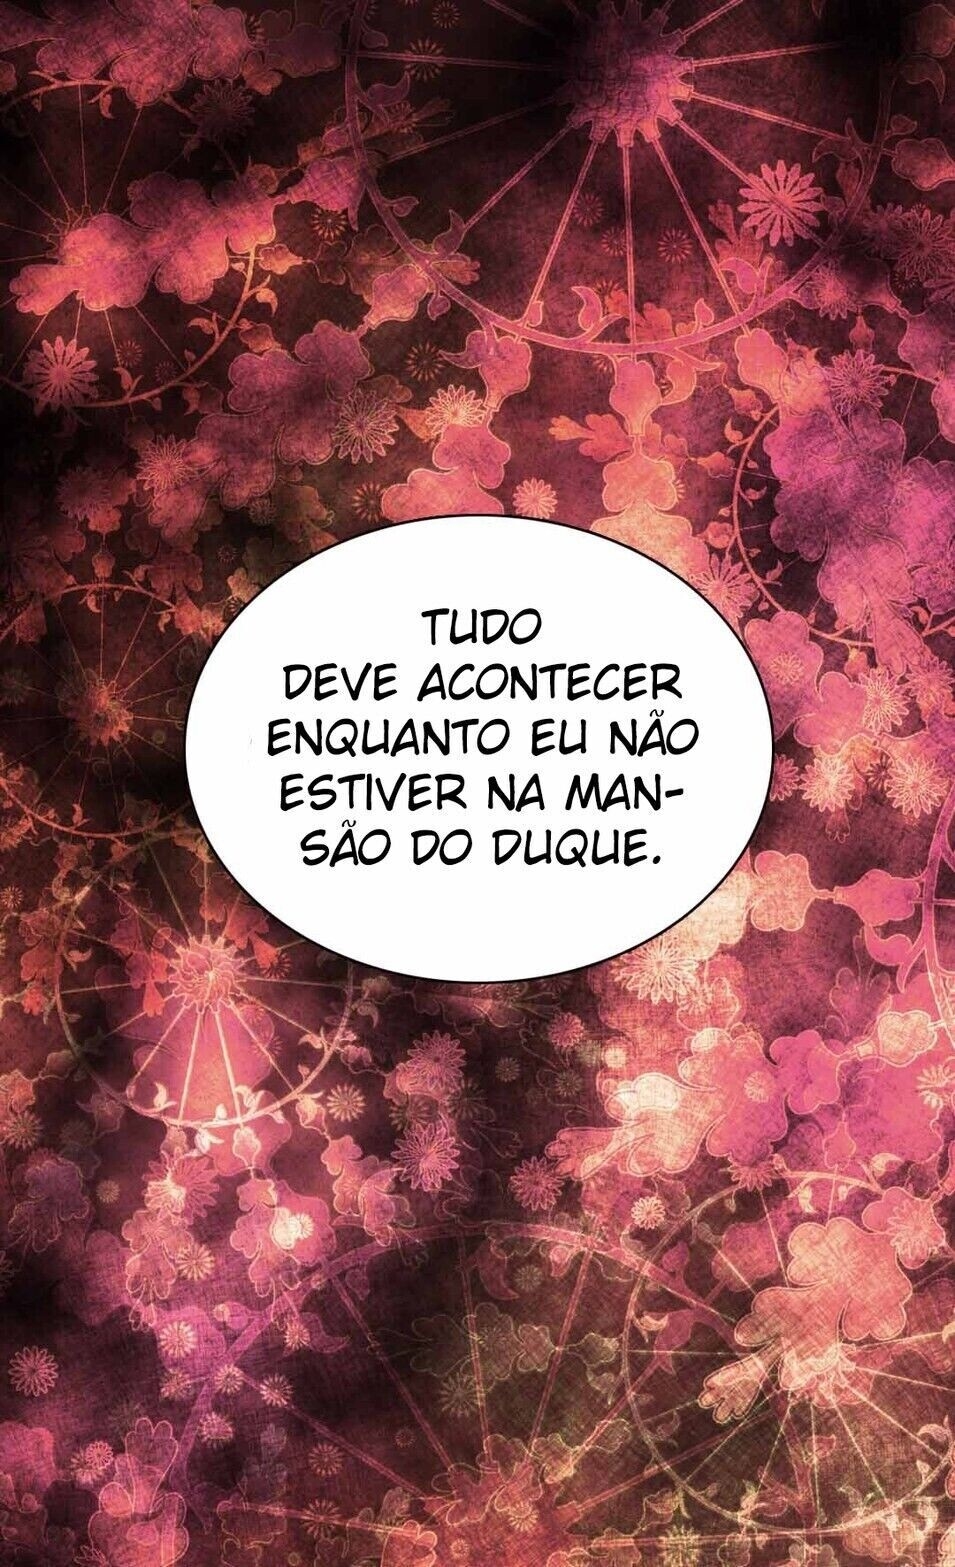 TUDO
DEVE ACONTECER
ENQUANTO EU NÃO
ESTIVER NA MAN-
SÃO DO DUQUE.